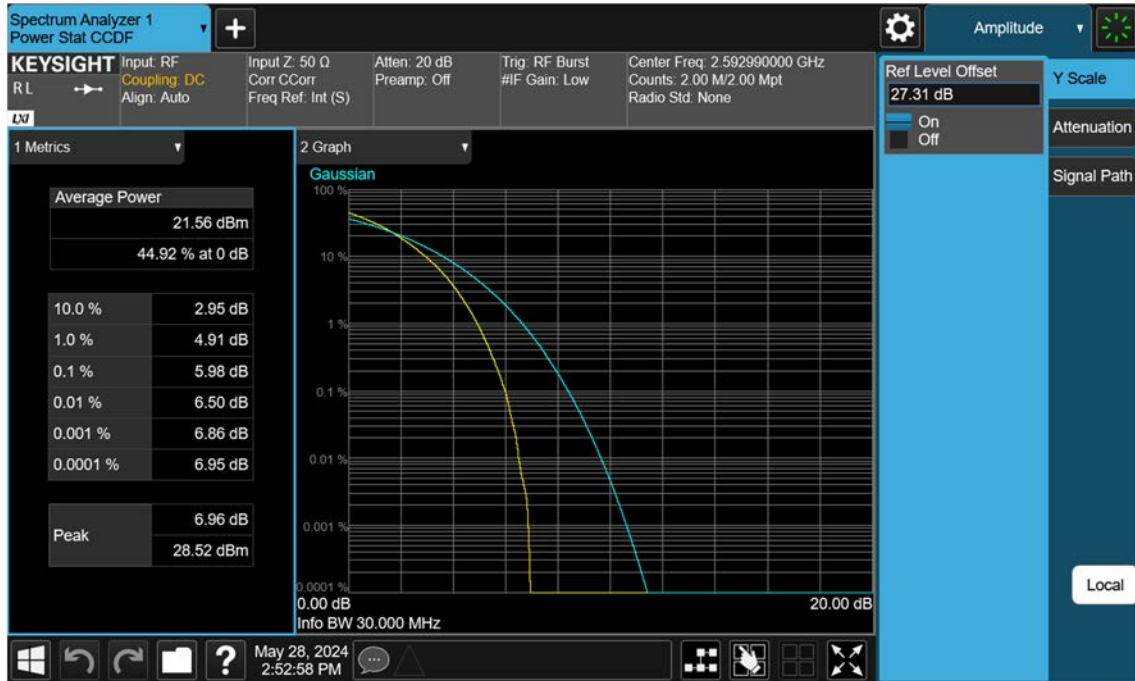 Spectrum Analyzer 1
Power Stat CCDF
Amplitude
KEYSIGHT
R L
LXI
Input: RF
Coupling: DC
Align: Auto
Input Z: 50 Ω
Corr CCorr
Freq Ref: Int (S)
Atten: 20 dB
Preamp: Off
Trig: RF Burst
#IF Gain: Low
Center Freq: 2.592990000 GHz
Counts: 2.00 M/2.00 Mpt
Radio Std: None
Ref Level Offset
27.31 dB
On
Off
Y Scale
Attenuation
Signal Path
1 Metrics
Average Power
21.56 dBm
44.92 % at 0 dB
10.0 % 2.95 dB
1.0 % 4.91 dB
0.1 % 5.98 dB
0.01 % 6.50 dB
0.001 % 6.86 dB
0.0001 % 6.95 dB
Peak
6.96 dB
28.52 dBm
2 Graph
Gaussian
100 %
10 %
1 %
0.1 %
0.01 %
0.001 %
0.0001 %
0.00 dB 20.00 dB
Info BW 30.000 MHz
Local
?
May 28, 2024
2:52:58 PM